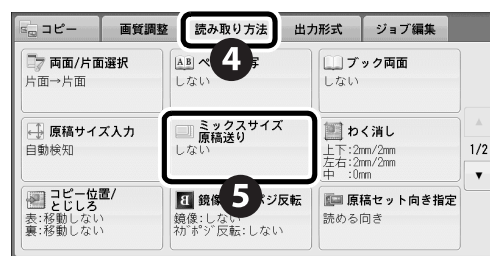 コピー
画質調整
読み取り方法
出力形式
ジョブ編集
4
両面/片面選択
片面→片面
しない
ブック両面
しない
原稿サイズ入力
自動検知
ミックスサイズ
原稿送り
しない
わく消し
上下:2mm/2mm
左右:2mm/2mm
中 :0mm
1/2
5
コピー位置/
とじしろ
表:移動しない
裏:移動しない
鏡像
ジ反転
鏡像:しない
ネガポジ反転:しない
原稿セット向き指定
読める向き